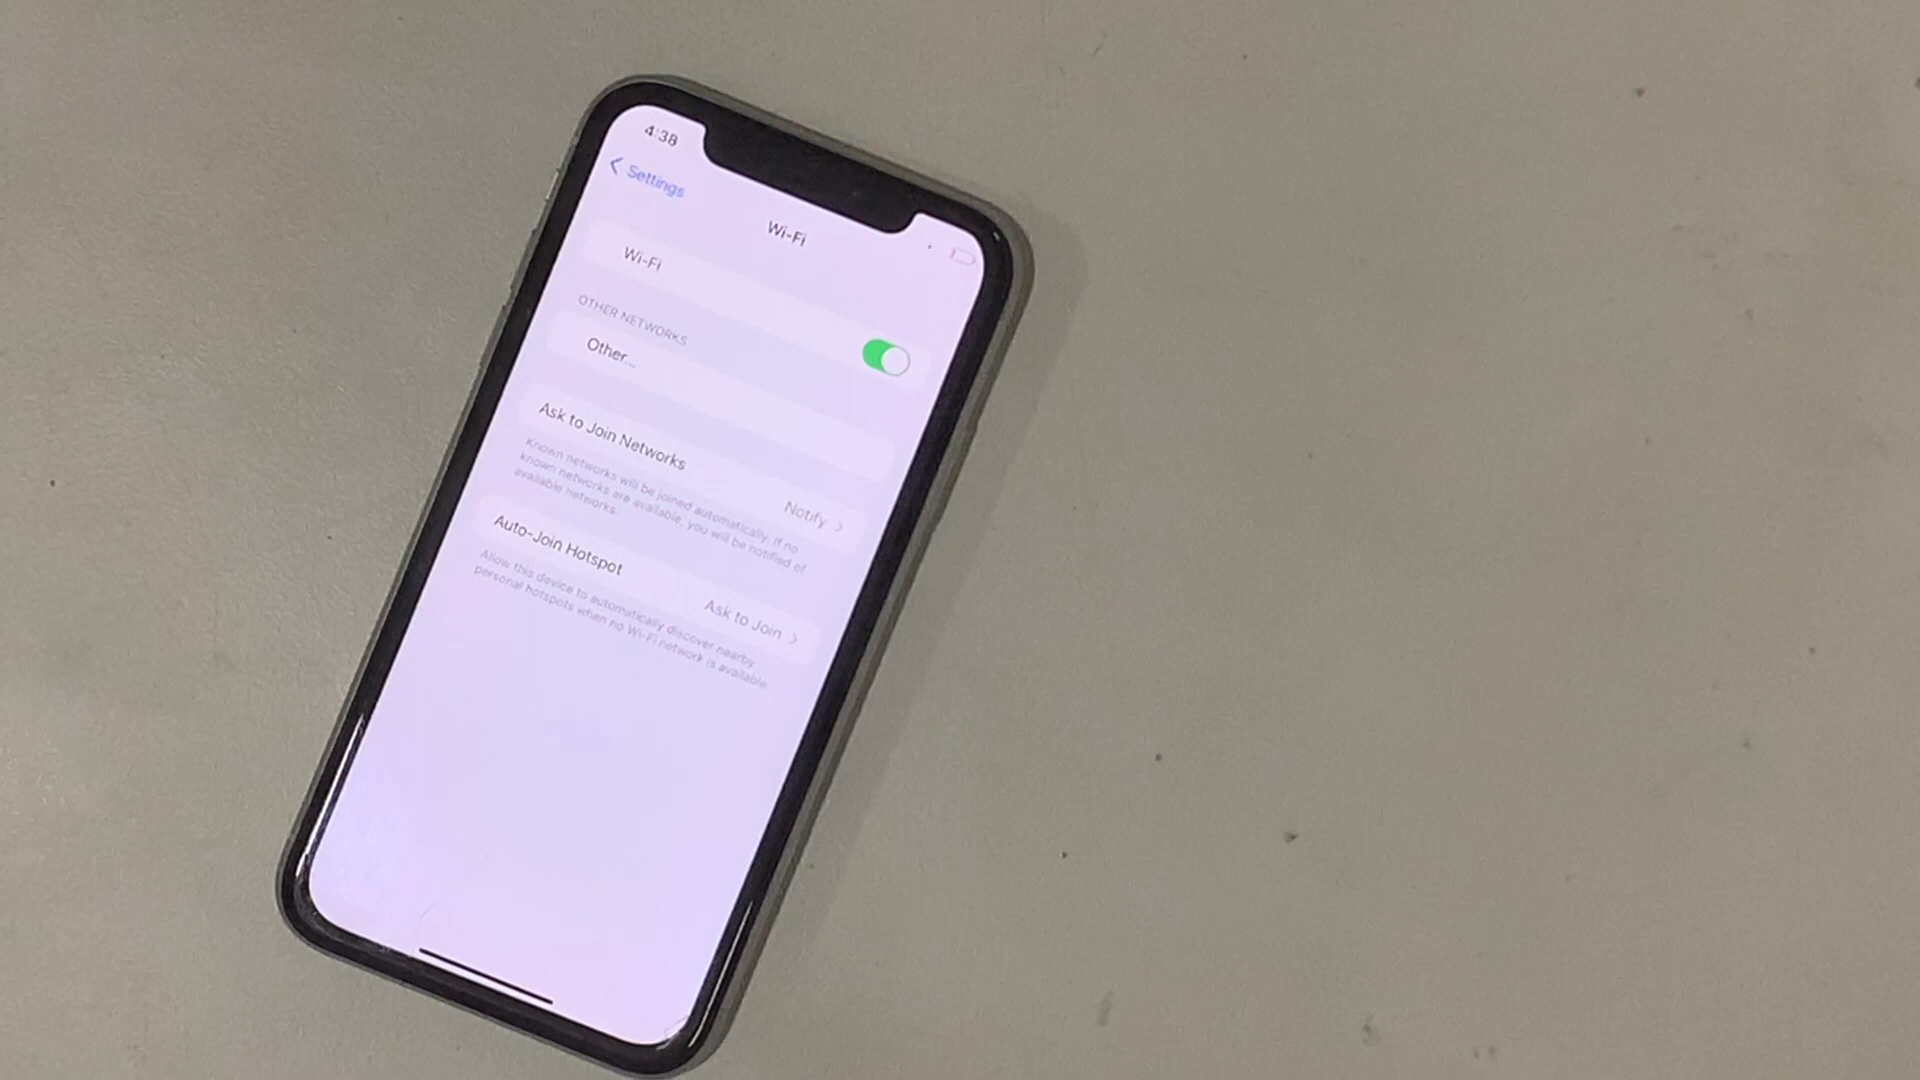 4:38
Settings
Wi-Fi
Wi-Fi
OTHER NETWORKS
Other...
Ask to Join Networks
Notify
Known networks will be joined automatically. If no
known networks are available, you will be notified of
available networks.
Auto-Join Hotspot
Ask to Join
Allow this device to automatically discover nearby
personal hotspots when no Wi-Fi network is available.